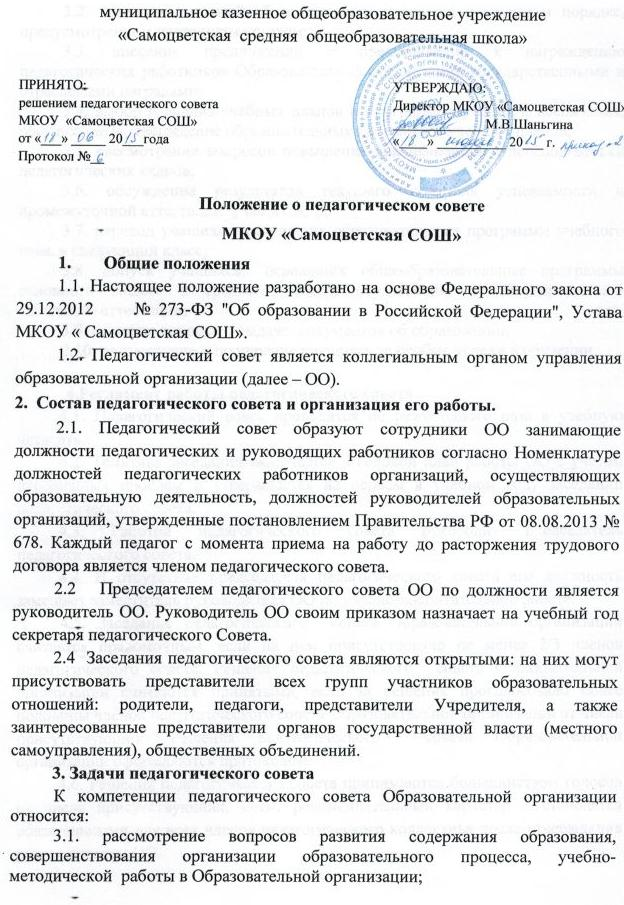 муниципальное казенное общеобразовательное учреждение
«Самоцветская средняя общеобразовательная школа»
ПРИНЯТО:
решением педагогического совета
МКОУ «Самоцветская СОШ»
от «18» 06 2015 года
Протокол № 6
УТВЕРЖДАЮ:
Директор МКОУ «Самоцветская СОШ»
М.В.Шаньгина
«18» июня 2015 г.
Положение о педагогическом совете
МКОУ «Самоцветская СОШ»
1. Общие положения
1.1. Настоящее положение разработано на основе Федерального закона от
29.12.2012 № 273-ФЗ "Об образовании в Российской Федерации", Устава
МКОУ « Самоцветская СОШ».
1.2. Педагогический совет является коллегиальным органом управления
образовательной организации (далее – ОО).
2. Состав педагогического совета и организация его работы.
2.1. Педагогический совет образуют сотрудники ОО занимающие
должности педагогических и руководящих работников согласно Номенклатуре
должностей педагогических работников организаций, осуществляющих
образовательную деятельность, должностей руководителей образовательных
организаций, утвержденные постановлением Правительства РФ от 08.08.2013 №
678. Каждый педагог с момента приема на работу до расторжения трудового
договора является членом педагогического совета.
2.2 Председателем педагогического совета ОО по должности является
руководитель ОО. Руководитель ОО своим приказом назначает на учебный год
секретаря педагогического Совета.
2.4 Заседания педагогического совета являются открытыми: на них могут
присутствовать представители всех групп участников образовательных
отношений: родители, педагоги, представители Учредителя, а также
заинтересованные представители органов государственной власти (местного
самоуправления), общественных объединений.
3. Задачи педагогического совета
К компетенции педагогического совета Образовательной организации
относится:
3.1. рассмотрение вопросов развития содержания образования,
совершенствования организации образовательного процесса, учебно-
методической работы в Образовательной организации;